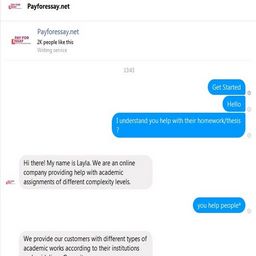 Payforessay.net
Payforessay.net
PAY FOR
ESSAY
2K people like this
Writing service
13:41
Get Started
Hello
I understand you help with their homework/thesis
?
Hi there! My name is Layla. We are an online
company providing help with academic
assignments of different complexity levels.
you help people*
We provide our customers with different types of
academic works according to their institutions